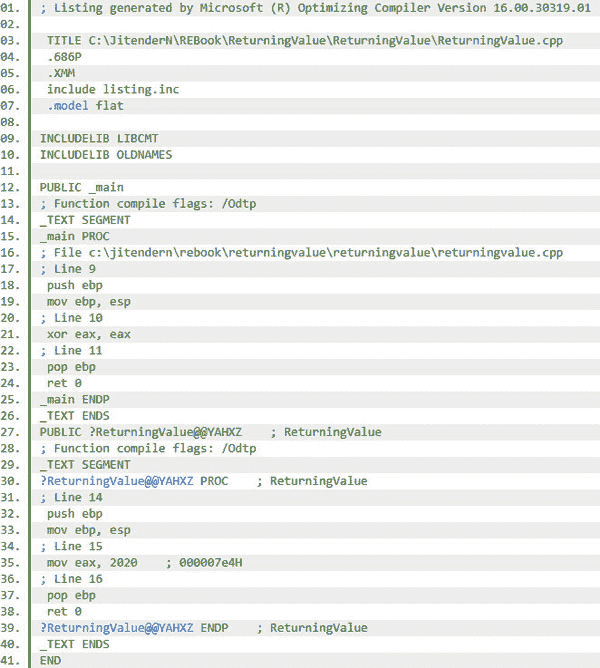 01. ; Listing generated by Microsoft (R) Optimizing Compiler Version 16.00.30319.01
02.
03. TITLE C:\JitenderN\REBook\ReturningValue\ReturningValue\ReturningValue.cpp
04. .686P
05. .XMM
06. include listing.inc
07. .model flat
08.
09. INCLUDELIB LIBCMT
10. INCLUDELIB OLDNAMES
11.
12. PUBLIC _main
13. ; Function compile flags: /Odtp
14. _TEXT SEGMENT
15. _main PROC
16. ; File c:\jitendern\rebook\returningvalue\returningvalue\returningvalue.cpp
17. ; Line 9
18. push ebp
19. mov ebp, esp
20. ; Line 10
21. xor eax, eax
22. ; Line 11
23. pop ebp
24. ret 0
25. _main ENDP
26. _TEXT ENDS
27. PUBLIC ?ReturningValue@@YAHXZ ; ReturningValue
28. ; Function compile flags: /Odtp
29. _TEXT SEGMENT
30. ?ReturningValue@@YAHXZ PROC ; ReturningValue
31. ; Line 14
32. push ebp
33. mov ebp, esp
34. ; Line 15
35. mov eax, 2020 ; 000007e4H
36. ; Line 16
37. pop ebp
38. ret 0
39. ?ReturningValue@@YAHXZ ENDP ; ReturningValue
40. _TEXT ENDS
41. END